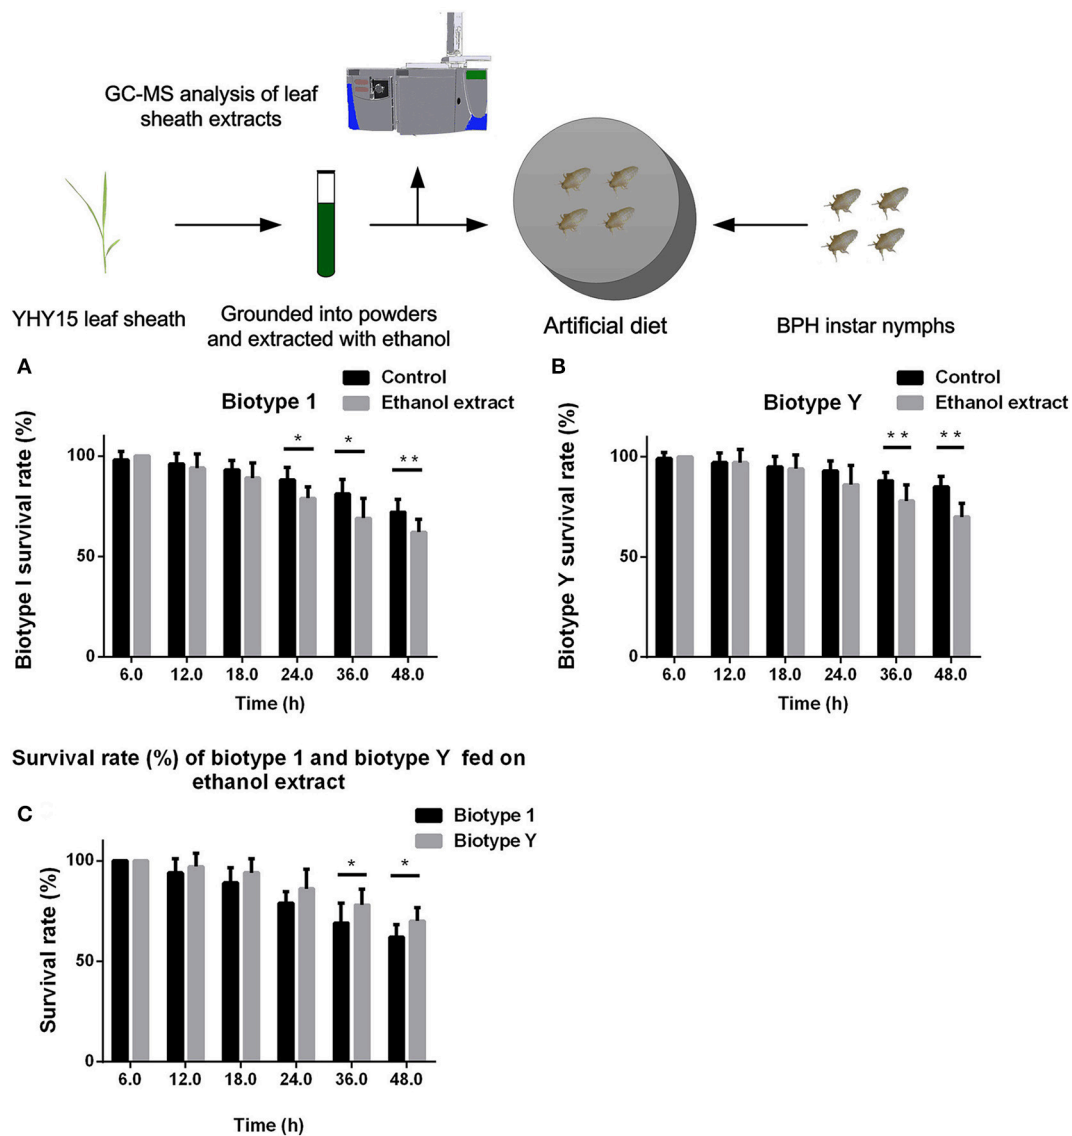 GC-MS analysis of leaf
sheath extracts
YHY15 leaf sheath
Grounded into powders
and extracted with ethanol
Artificial diet
BPH instar nymphs
A
Biotype 1
Control
Ethanol extract
Biotype I survival rate (%)
100
50
0
* * **
6.0 12.0 18.0 24.0 36.0 48.0
Time (h)
B
Biotype Y
Control
Ethanol extract
Biotype Y survival rate (%)
100
50
0
** **
6.0 12.0 18.0 24.0 36.0 48.0
Time (h)
Survival rate (%) of biotype 1 and biotype Y fed on
ethanol extract
C
Biotype 1
Biotype Y
Survival rate (%)
100
50
0
* *
6.0 12.0 18.0 24.0 36.0 48.0
Time (h)